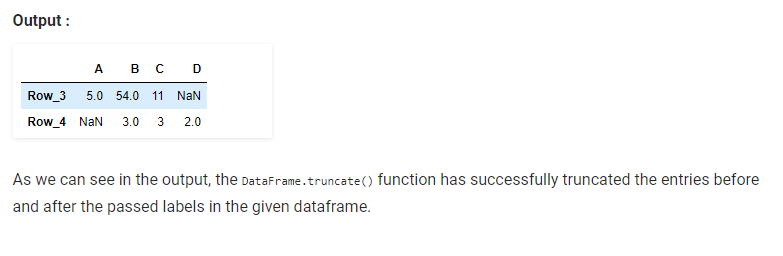 Output :
A B C D
Row_3 5.0 54.0 11 NaN
Row_4 NaN 3.0 3 2.0
As we can see in the output, the DataFrame.truncate() function has successfully truncated the entries before
and after the passed labels in the given dataframe.